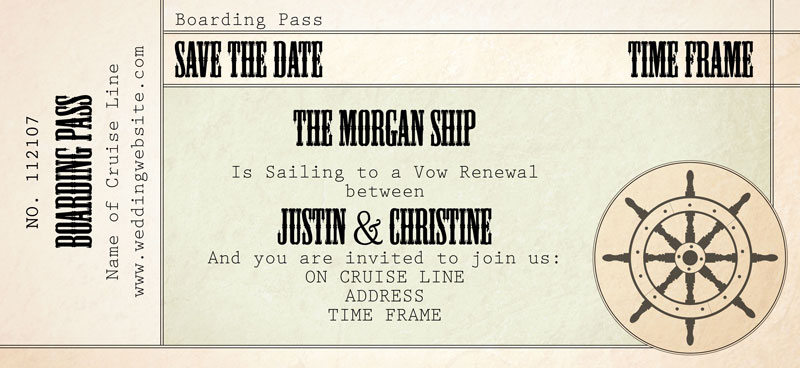 NO. 112107
BOARDING PASS
Name of Cruise Line
www.weddingwebsite.com
Boarding Pass
SAVE THE DATE
TIME FRAME
THE MORGAN SHIP
Is Sailing to a Vow Renewal
between
JUSTIN & CHRISTINE
And you are invited to join us:
ON CRUISE LINE
ADDRESS
TIME FRAME